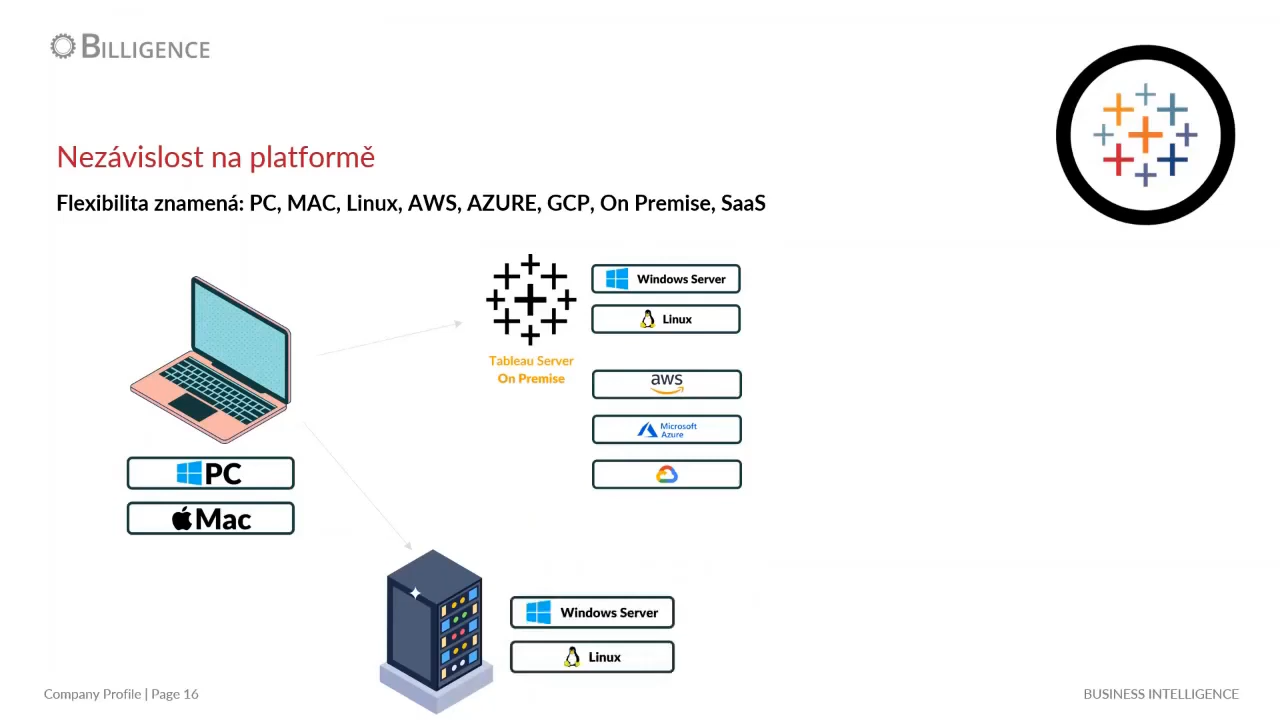 BILLIGENCE
Nezávislost na platformě
Flexibilita znamená: PC, MAC, Linux, AWS, AZURE, GCP, On Premise, SaaS
Windows Server
Linux
Tableau Server
On Premise
aws
Microsoft
Azure
PC
Mac
Windows Server
Linux
Company Profile | Page 16
BUSINESS INTELLIGENCE